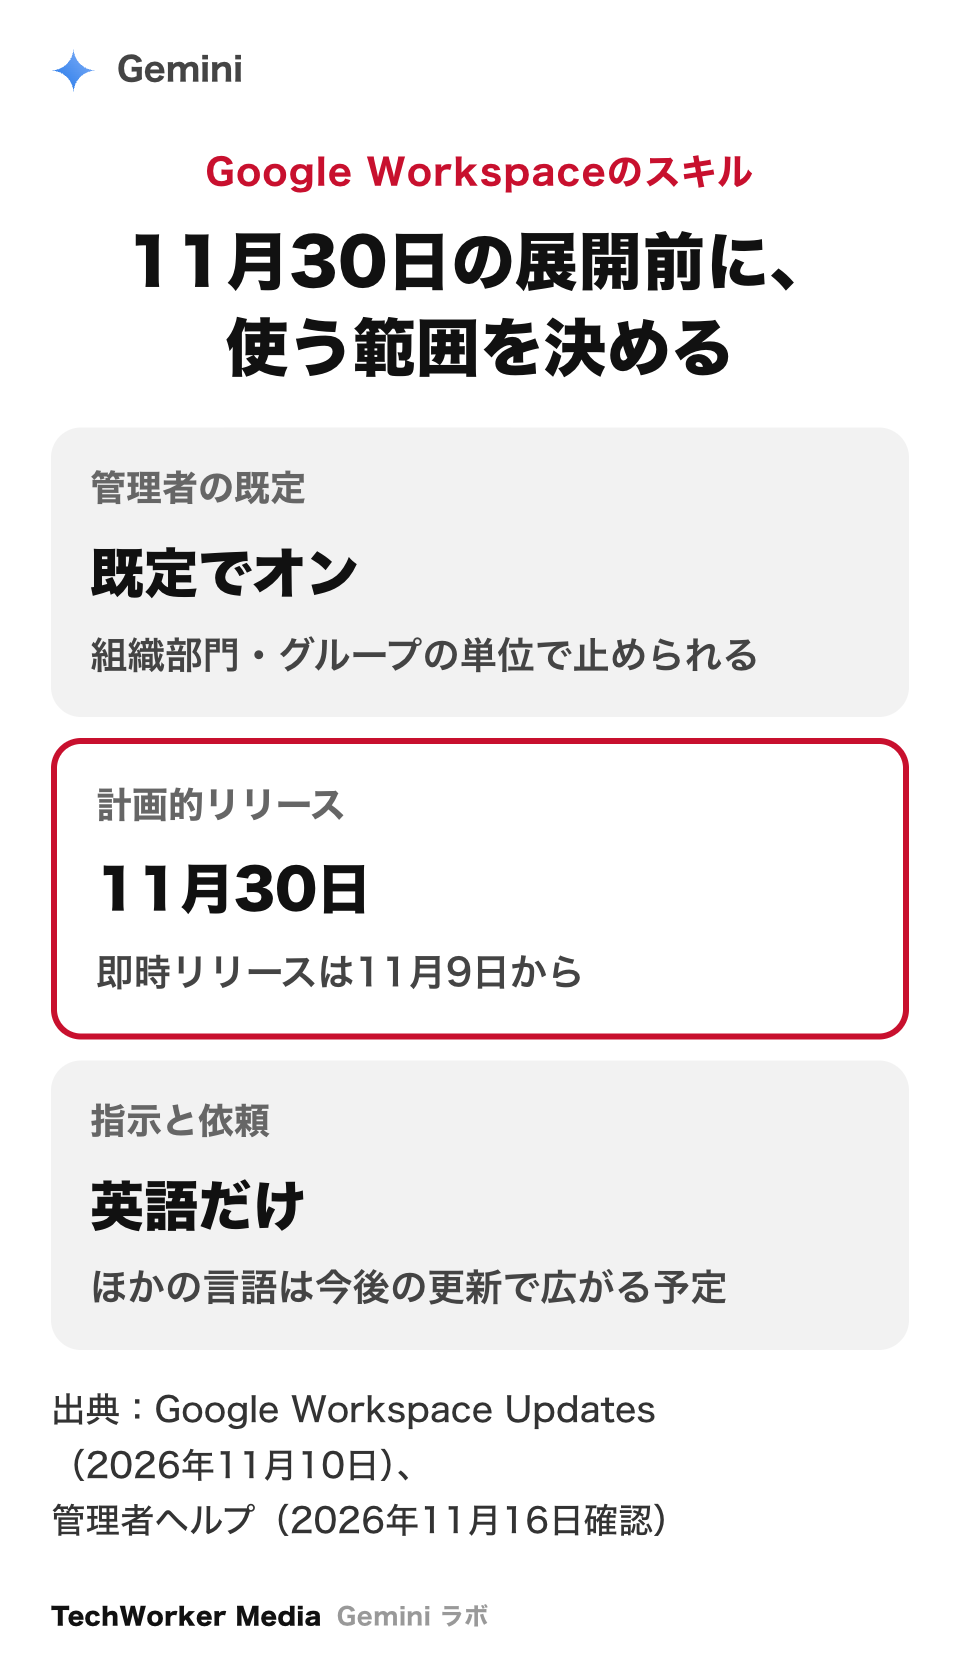 Gemini
Google Workspaceのスキル
11月30日の展開前に、
使う範囲を決める
管理者の既定
既定でオン
組織部門・グループの単位で止められる
計画的リリース
11月30日
即時リリースは11月9日から
指示と依頼
英語だけ
ほかの言語は今後の更新で広がる予定
出典：Google Workspace Updates
（2026年11月10日）、
管理者ヘルプ（2026年11月16日確認）
TechWorker Media Gemini ラボ